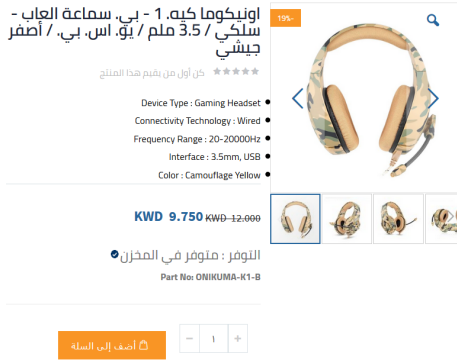 اونيكوما كيه. 1 - بي. سماعة العاب -
سلكي / 3.5 ملم / يو. اس. بي. / أصفر
جيشي
كن أول من يقيم هذا المنتج
Device Type : Gaming Headset
Connectivity Technology : Wired
Frequency Range : 20-20000Hz
Interface : 3.5mm, USB
Color : Camouflage Yellow
KWD 9.750 KWD 12.000
التوفر : متوفر في المخزن
Part No: ONIKUMA-K1-B
- ١ +
أضف إلى السلة
19%-